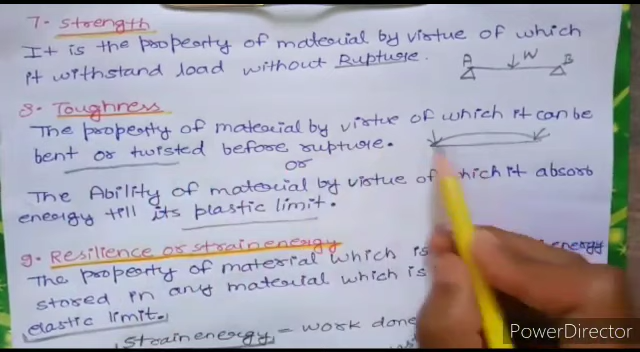 7- Strength
It is the property of material by virtue of which
it withstand load without Rupture.
A W B
8- Toughness
The property of material by virtue of which it can be
bent or twisted before rupture.
or
The Ability of material by virtue of which it absorb
energy till its plastic limit.
9- Resilience or strain energy
The property of material which is energy
stored in any material which is
elastic limit.
strain energy = work done
PowerDirector